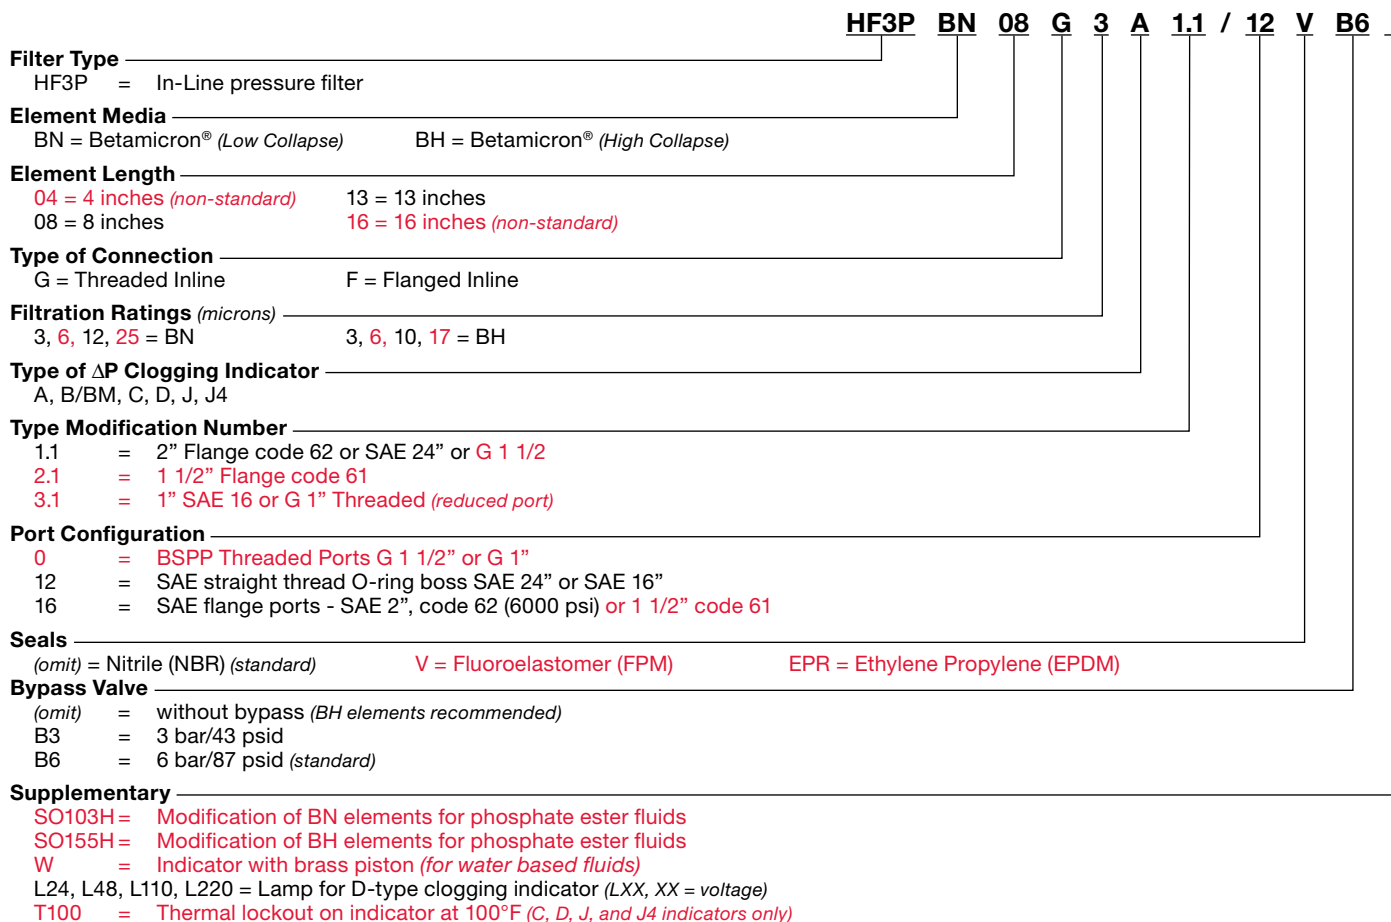 HF3P BN 08 G 3 A 1.1 / 12 V B6
Filter Type
HF3P = In-Line pressure filter
Element Media
BN = Betamicron® (Low Collapse) BH = Betamicron® (High Collapse)
Element Length
04 = 4 inches (non-standard) 13 = 13 inches
08 = 8 inches 16 = 16 inches (non-standard)
Type of Connection
G = Threaded Inline F = Flanged Inline
Filtration Ratings (microns)
3, 6, 12, 25 = BN 3, 6, 10, 17 = BH
Type of ΔP Clogging Indicator
A, B/BM, C, D, J, J4
Type Modification Number
1.1 = 2” Flange code 62 or SAE 24” or G 1 1/2
2.1 = 1 1/2” Flange code 61
3.1 = 1” SAE 16 or G 1” Threaded (reduced port)
Port Configuration
0 = BSPP Threaded Ports G 1 1/2” or G 1”
12 = SAE straight thread O-ring boss SAE 24” or SAE 16”
16 = SAE flange ports - SAE 2”, code 62 (6000 psi) or 1 1/2” code 61
Seals
(omit) = Nitrile (NBR) (standard) V = Fluoroelastomer (FPM) EPR = Ethylene Propylene (EPDM)
Bypass Valve
(omit) = without bypass (BH elements recommended)
B3 = 3 bar/43 psid
B6 = 6 bar/87 psid (standard)
Supplementary
SO103H = Modification of BN elements for phosphate ester fluids
SO155H = Modification of BH elements for phosphate ester fluids
W = Indicator with brass piston (for water based fluids)
L24, L48, L110, L220 = Lamp for D-type clogging indicator (LXX, XX = voltage)
T100 = Thermal lockout on indicator at 100°F (C, D, J, and J4 indicators only)